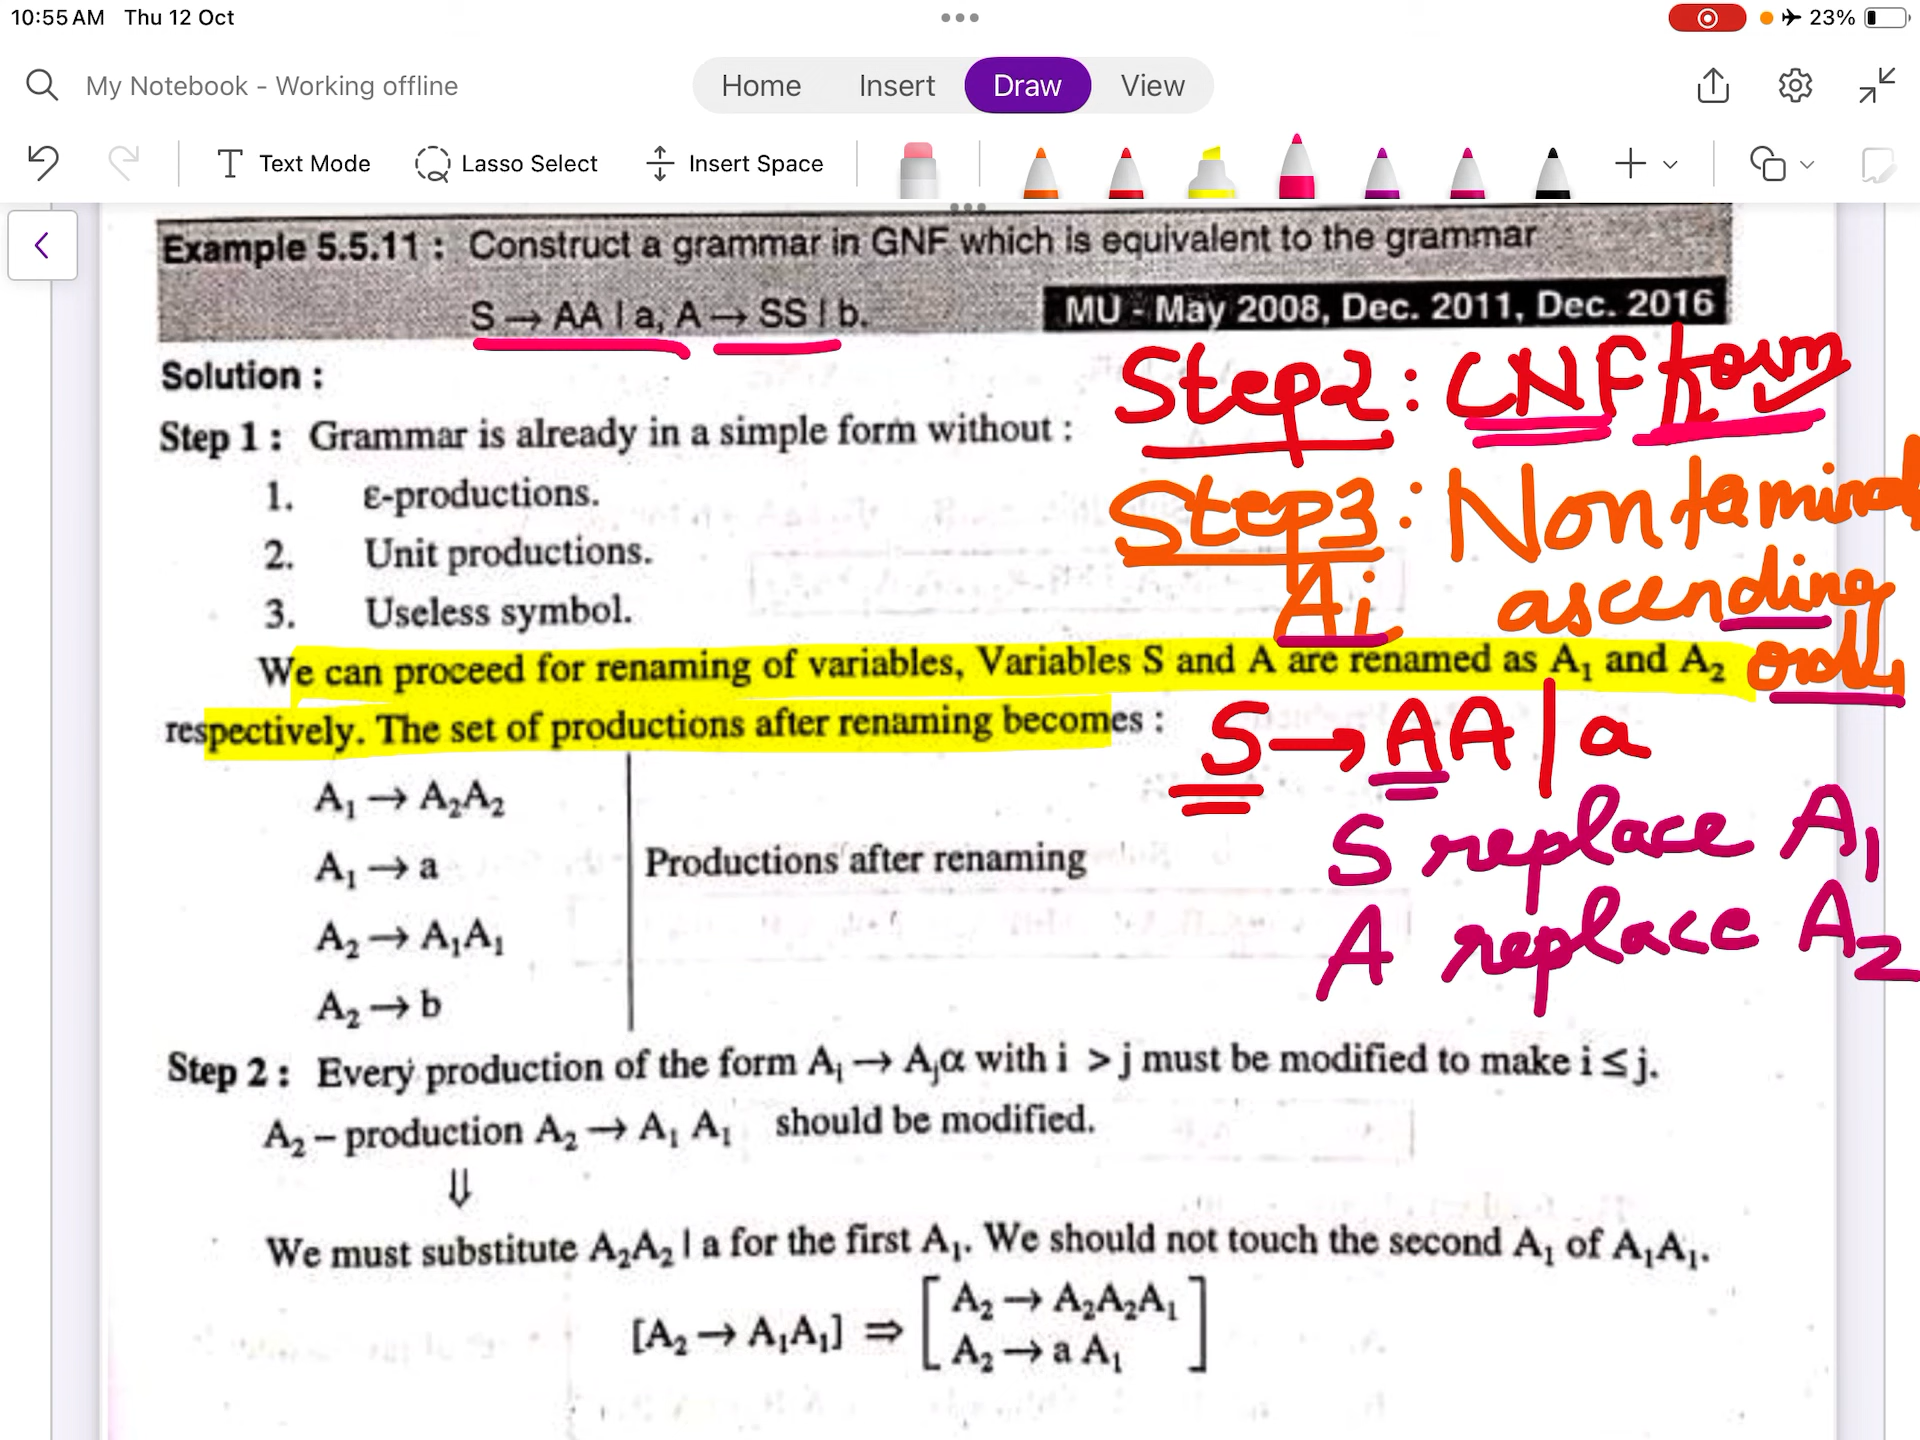 10:55 AM Thu 12 Oct
23%
My Notebook - Working offline
Home Insert Draw View
Text Mode Lasso Select Insert Space
Example 5.5.11 : Construct a grammar in GNF which is equivalent to the grammar
S → AA | a, A → SS | b.
MU - May 2008, Dec. 2011, Dec. 2016
Solution :
Step2 : CNF form
Step 1 : Grammar is already in a simple form without :
1. ε-productions.
Step3 : Non terminal
2. Unit productions.
Ai ascending
3. Useless symbol.
order
We can proceed for renaming of variables, Variables S and A are renamed as A₁ and A₂
respectively. The set of productions after renaming becomes :
S → AA | a
A₁ → A₂A₂
S replace A₁
A₁ → a
Productions after renaming
A replace A₂
A₂ → A₁A₁
A₂ → b
Step 2 : Every production of the form Aᵢ → Aⱼα with i > j must be modified to make i ≤ j.
A₂ – production A₂ → A₁ A₁ should be modified.
⇓
We must substitute A₂A₂ | a for the first A₁. We should not touch the second A₁ of A₁A₁.
[A₂ → A₁A₁] ⇒ [ A₂ → A₂A₂A₁
A₂ → a A₁ ]